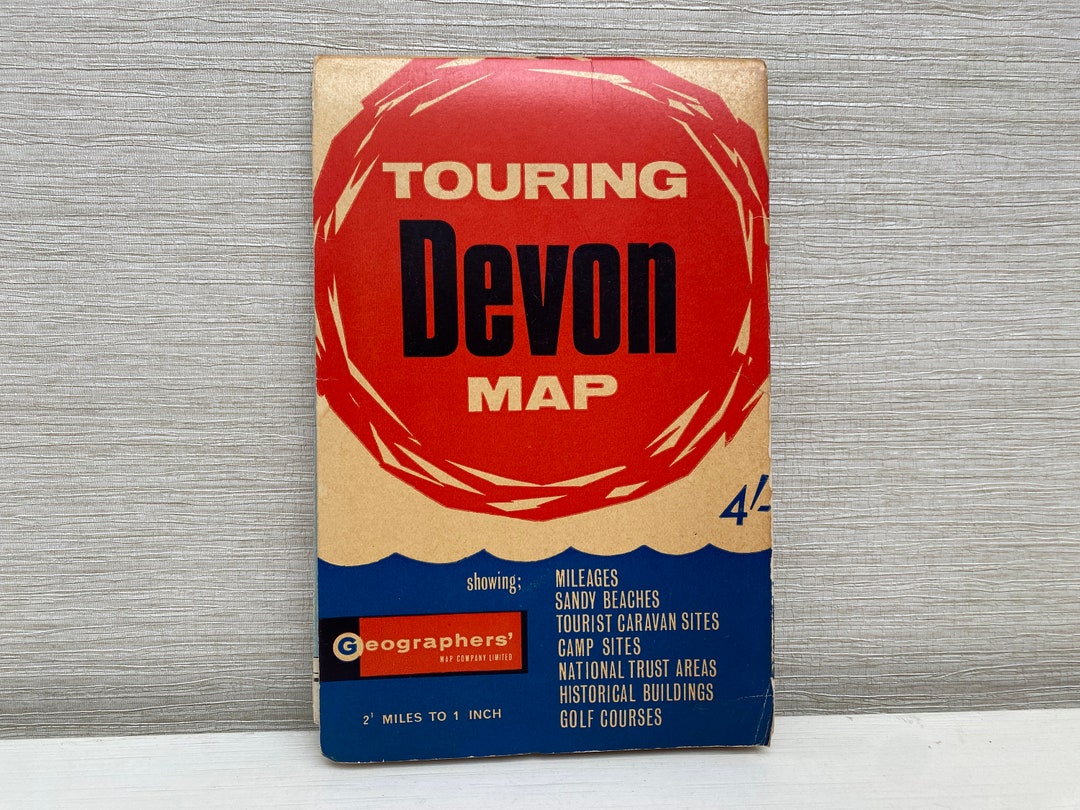 TOURING
Devon
MAP
4/-
showing;
MILEAGES
SANDY BEACHES
TOURIST CARAVAN SITES
CAMP SITES
NATIONAL TRUST AREAS
HISTORICAL BUILDINGS
GOLF COURSES
Geographers'
MAP COMPANY LIMITED
MILES TO 1 INCH